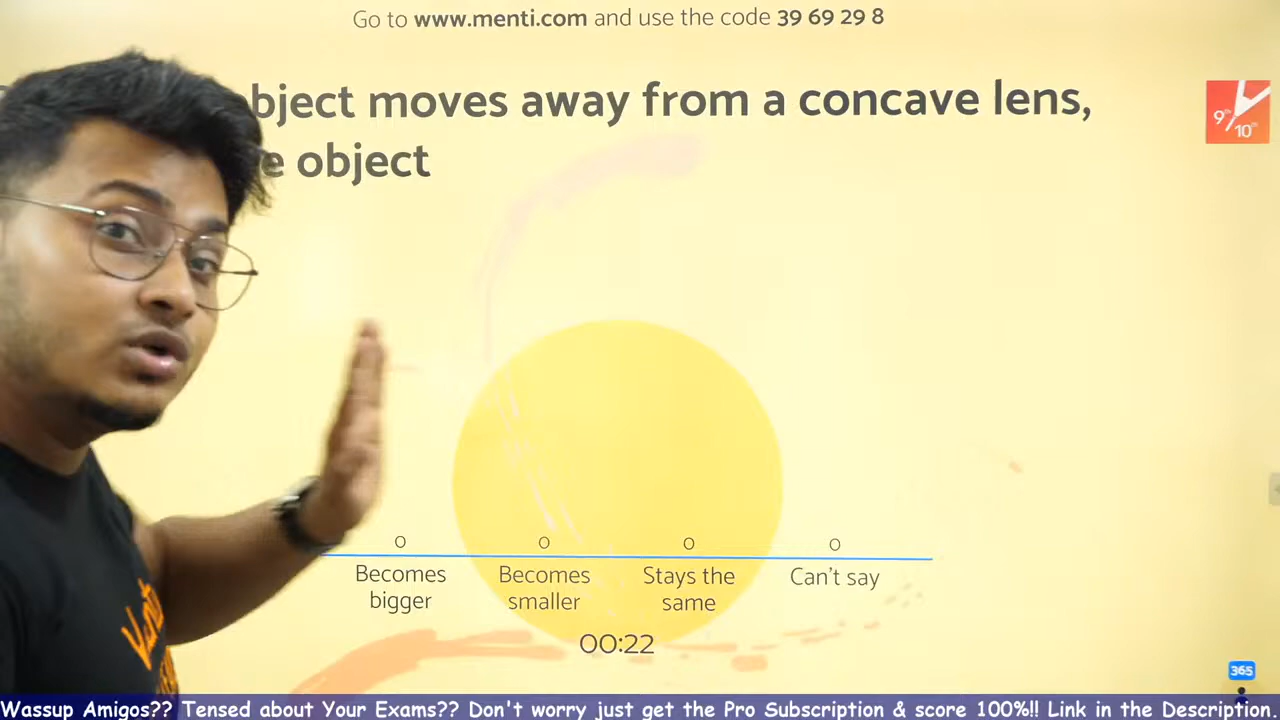 Go to www.menti.com and use the code 39 69 29 8
bject moves away from a concave lens,
e object
9th/10th
0 0 0 0
Becomes bigger
Becomes smaller
Stays the same
Can't say
00:22
365
Wassup Amigos?? Tensed about Your Exams?? Don't worry just get the Pro Subscription & score 100%!! Link in the Description.